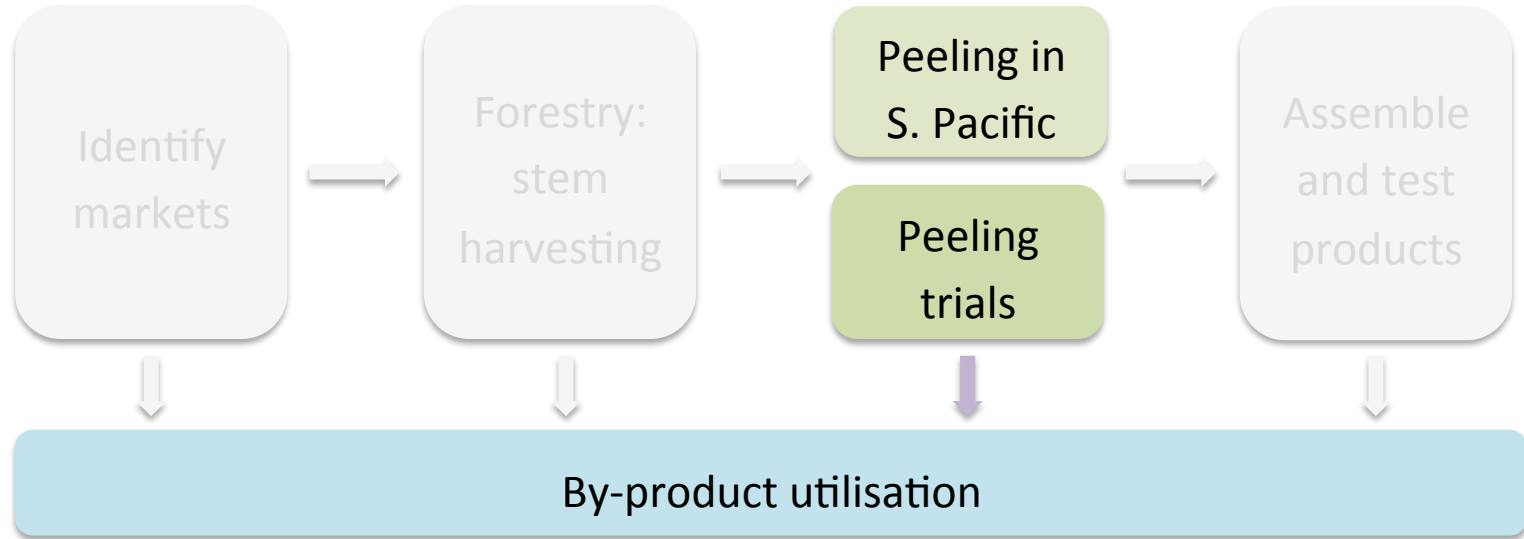 Identify
markets
Forestry:
stem
harvesting
Peeling in
S. Pacific
Peeling
trials
Assemble
and test
products
By-product utilisation